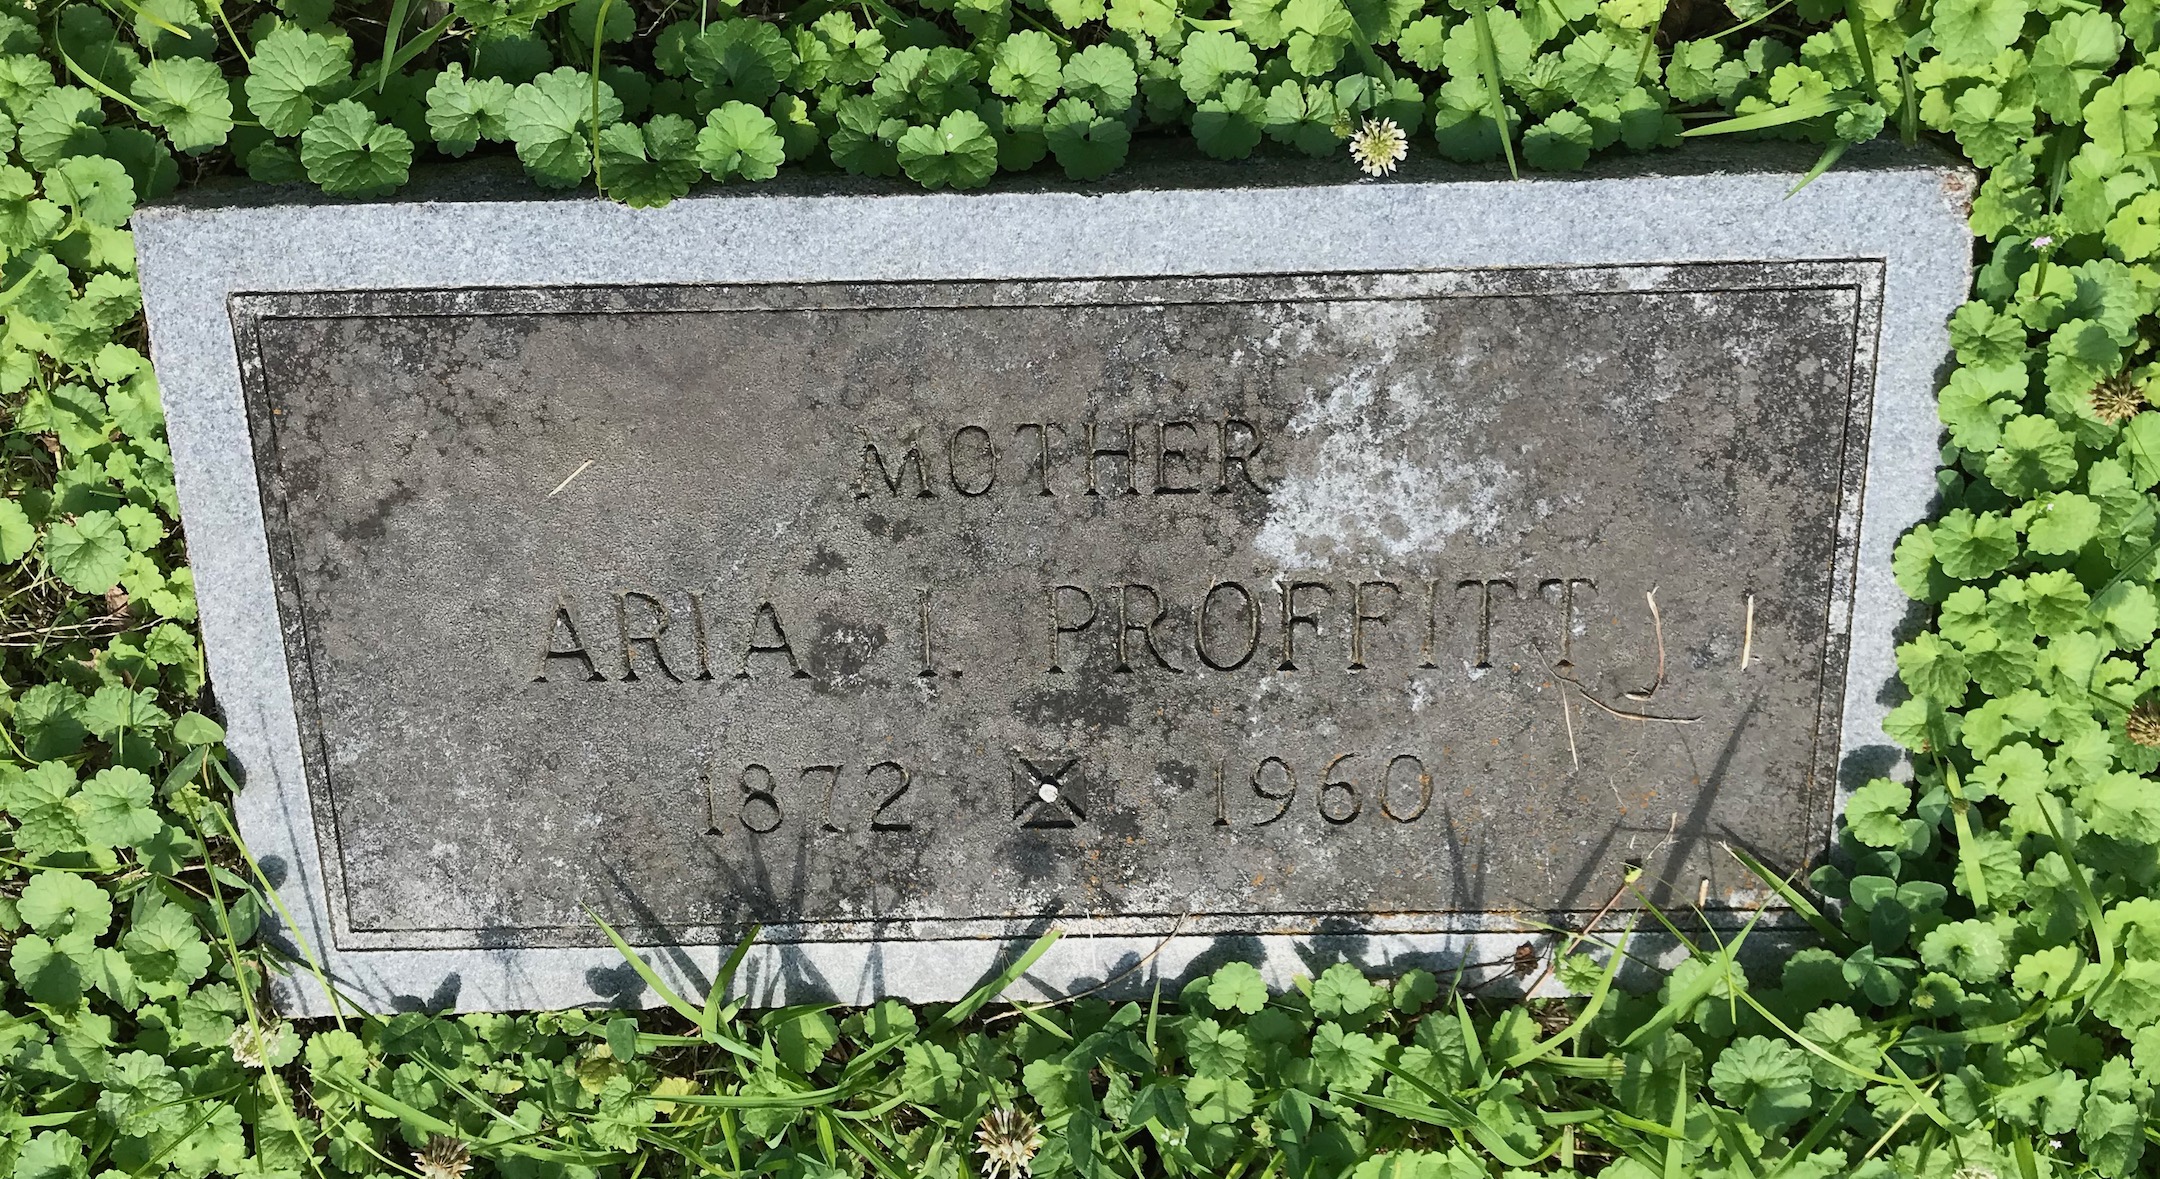 MOTHER
ARIA I. PROFFITT
1872 1960